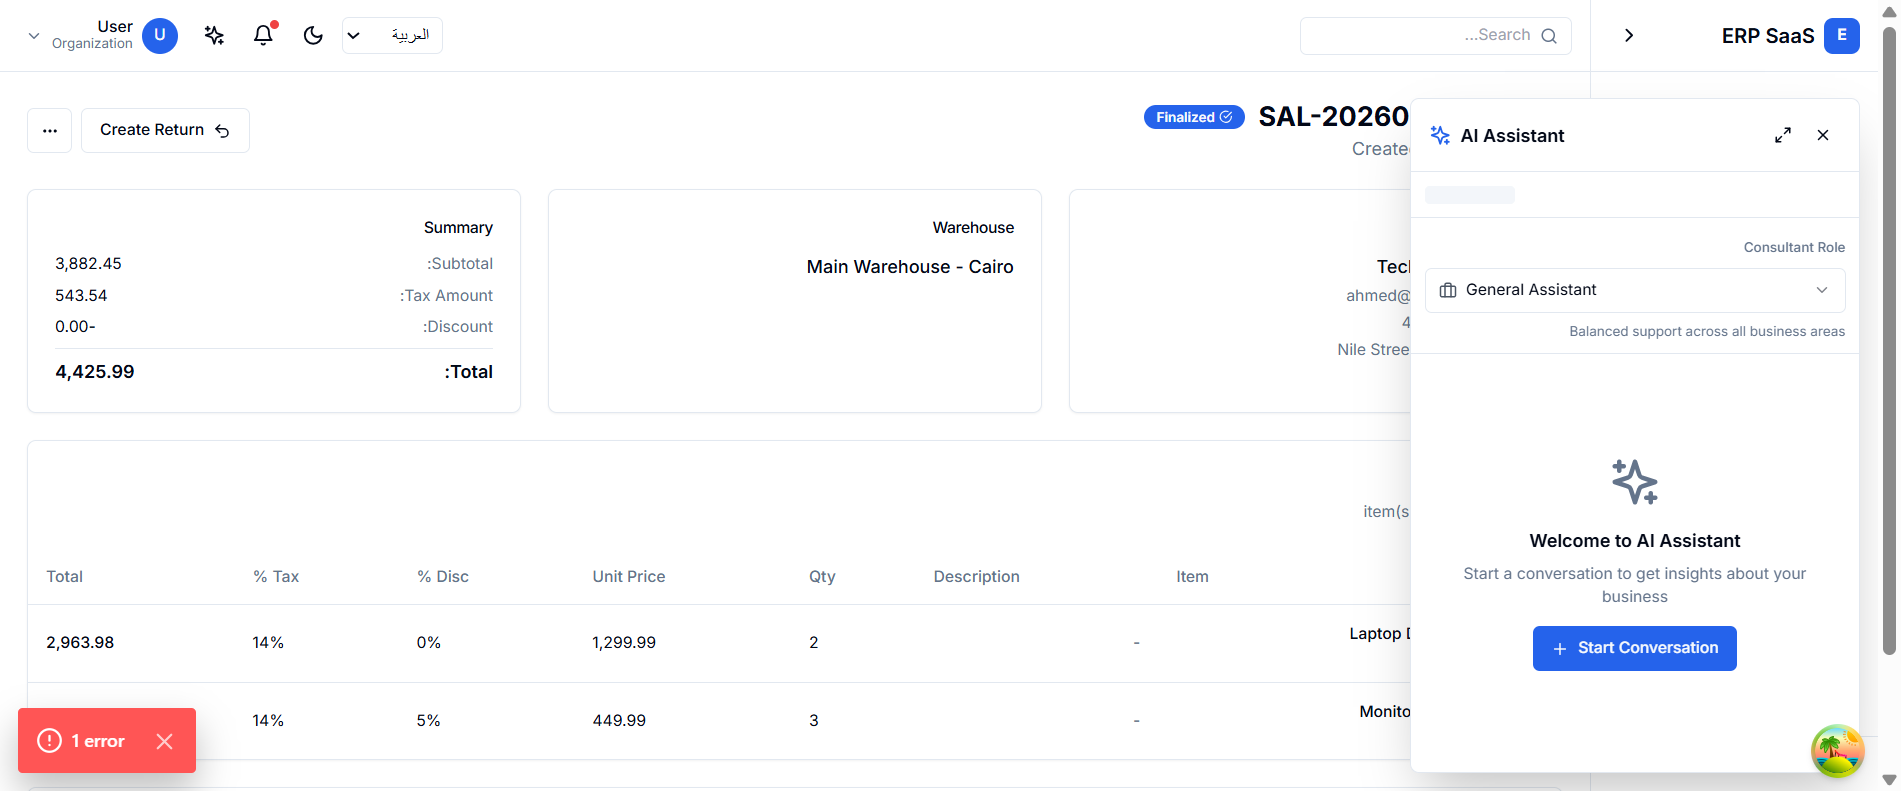 User
Organization
U
العربية
Search...
ERP SaaS
E
Create Return
Finalized
SAL-20260
Create
Summary
Subtotal:
3,882.45
Tax Amount:
543.54
Discount:
-0.00
Total:
4,425.99
Warehouse
Main Warehouse - Cairo
Tec
ahmed@
4
Nile Stree
item(s
Item
Description
Qty
Unit Price
Disc %
Tax %
Total
Laptop
-
2
1,299.99
0%
14%
2,963.98
Monito
-
3
449.99
5%
14%
1 error
AI Assistant
Consultant Role
General Assistant
Balanced support across all business areas
Welcome to AI Assistant
Start a conversation to get insights about your
business
Start Conversation